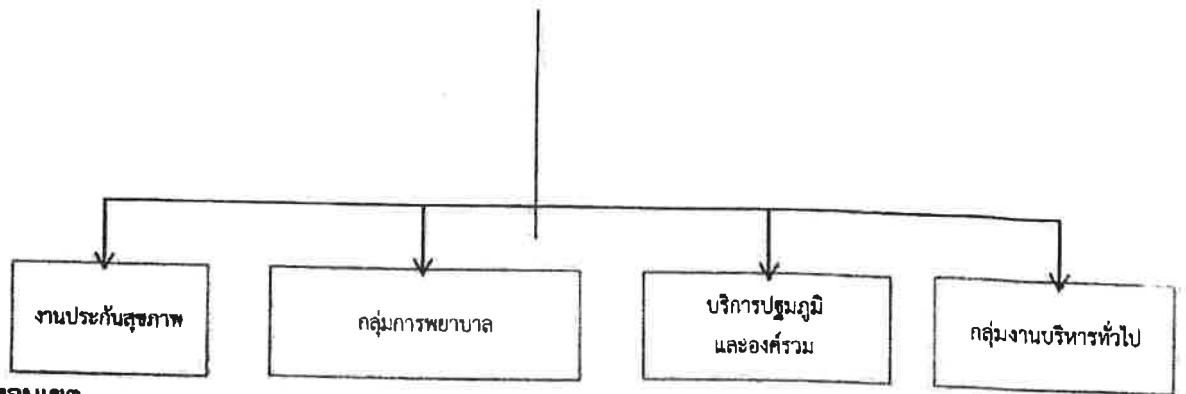 งานประกันสุขภาพ
กลุ่มการพยาบาล
บริการปฐมภูมิ
และองค์รวม
กลุ่มงานบริหารทั่วไป